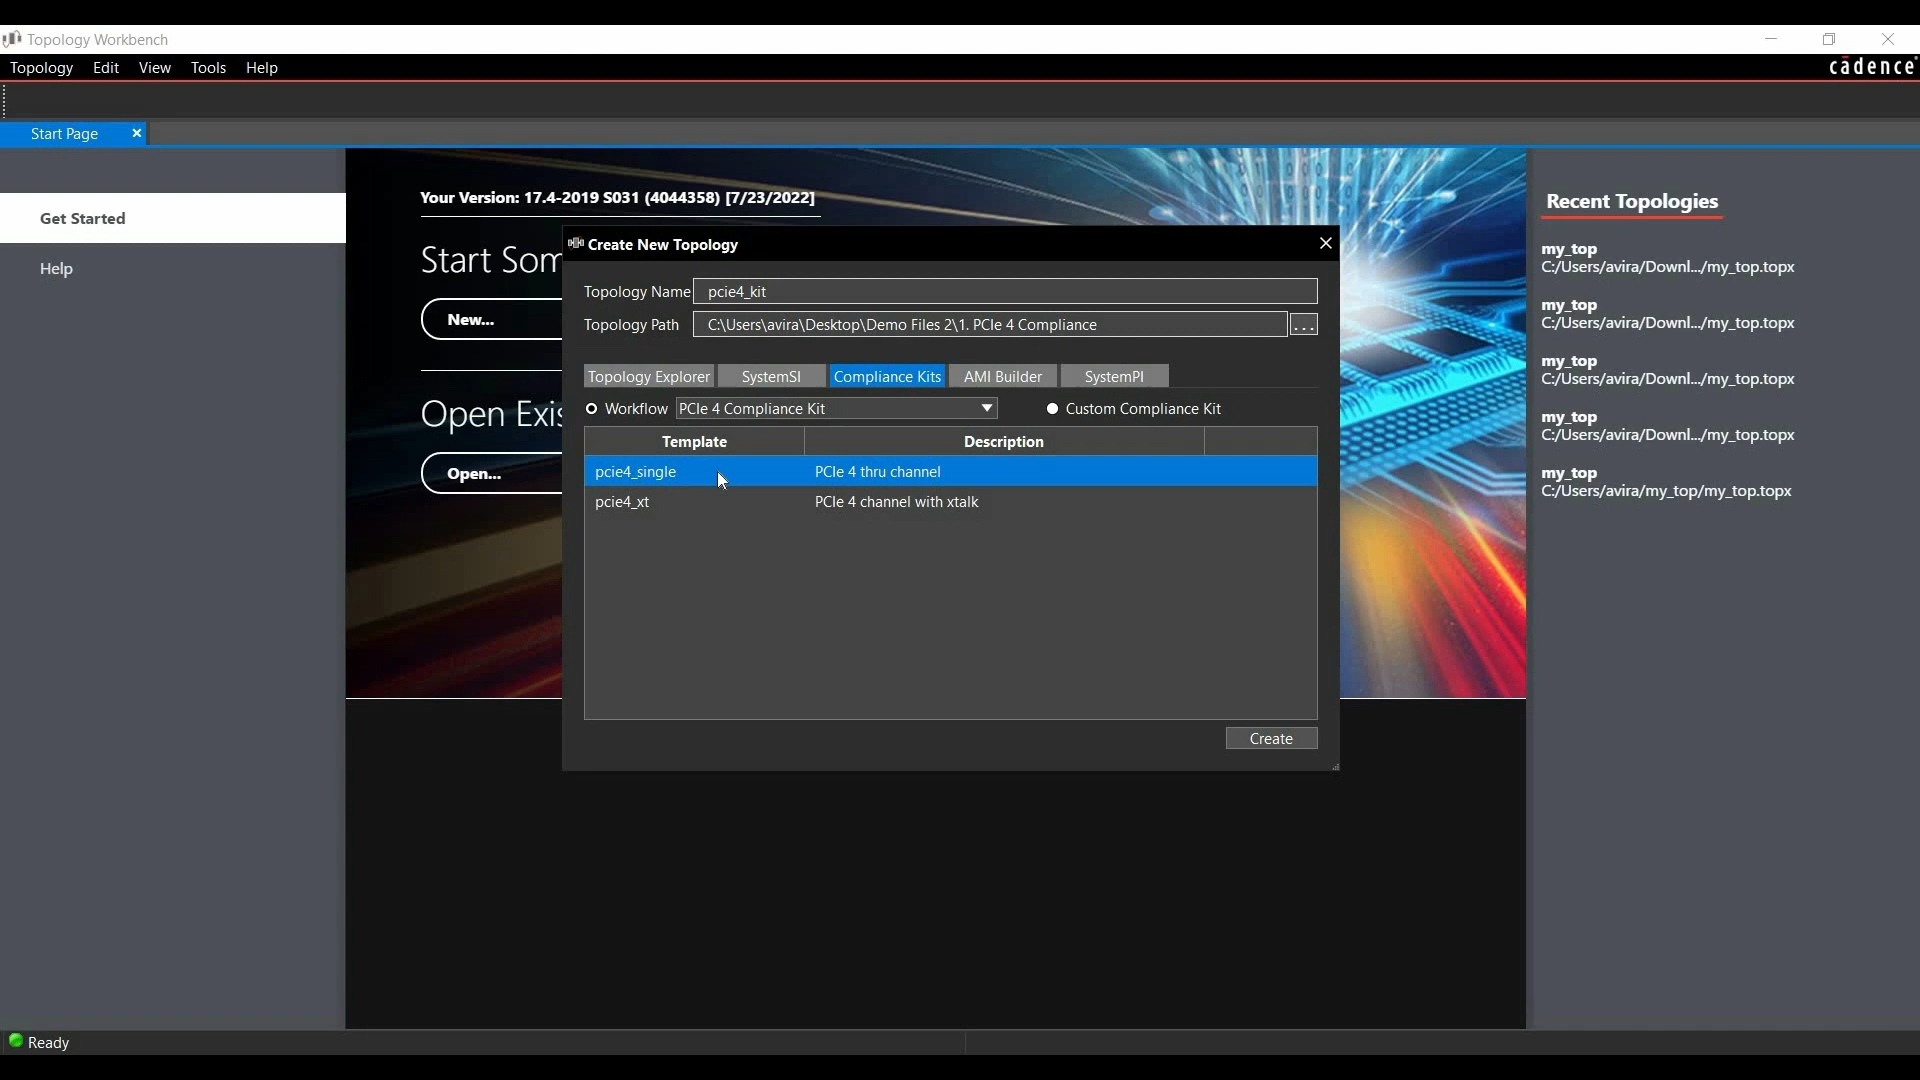 Topology Workbench
Topology Edit View Tools Help
cādence
Start Page
Get Started
Help
Your Version: 17.4-2019 S031 (4044358) [7/23/2022]
Start Som
New...
Open Exis
Open...
Create New Topology
Topology Name pcie4_kit
Topology Path C:\Users\avira\Desktop\Demo Files 2\1. PCIe 4 Compliance ...
Topology Explorer SystemSI Compliance Kits AMI Builder SystemPI
Workflow PCIe 4 Compliance Kit Custom Compliance Kit
Template Description
pcie4_single PCIe 4 thru channel
pcie4_xt PCIe 4 channel with xtalk
Create
Recent Topologies
my_top
C:/Users/avira/Downl.../my_top.topx
my_top
C:/Users/avira/Downl.../my_top.topx
my_top
C:/Users/avira/Downl.../my_top.topx
my_top
C:/Users/avira/Downl.../my_top.topx
my_top
C:/Users/avira/my_top/my_top.topx
Ready